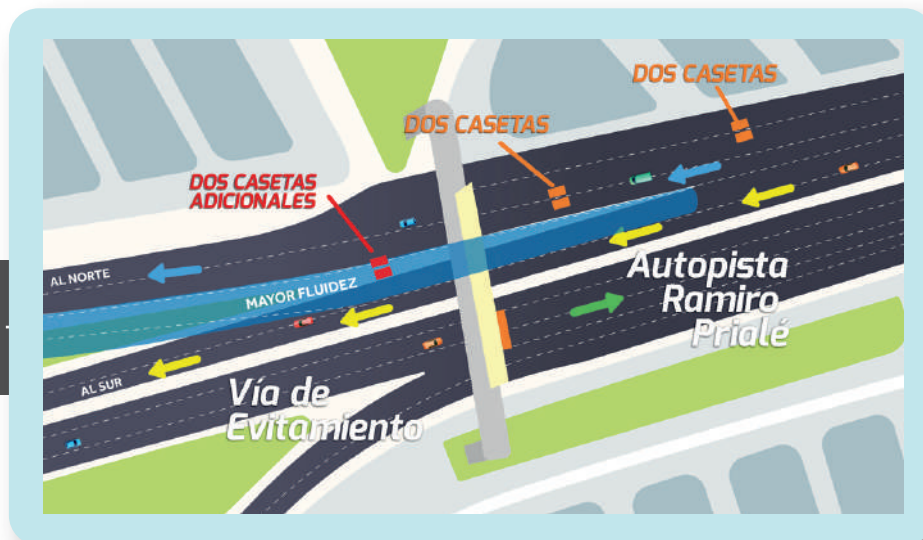 DOS CASETAS
DOS CASETAS
DOS CASETAS
ADICIONALES
AL NORTE
MAYOR FLUIDEZ
Autopista
Ramiro
Prialé
AL SUR
Vía de
Evitamiento